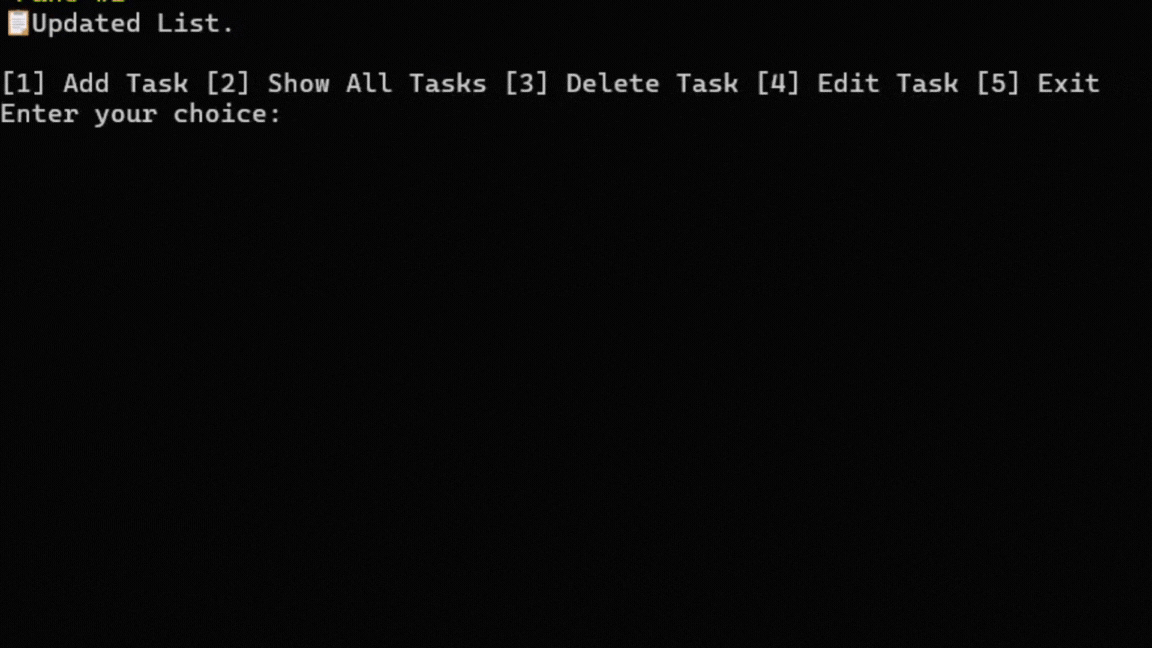 📋Updated List.
[1] Add Task [2] Show All Tasks [3] Delete Task [4] Edit Task [5] Exit
Enter your choice: